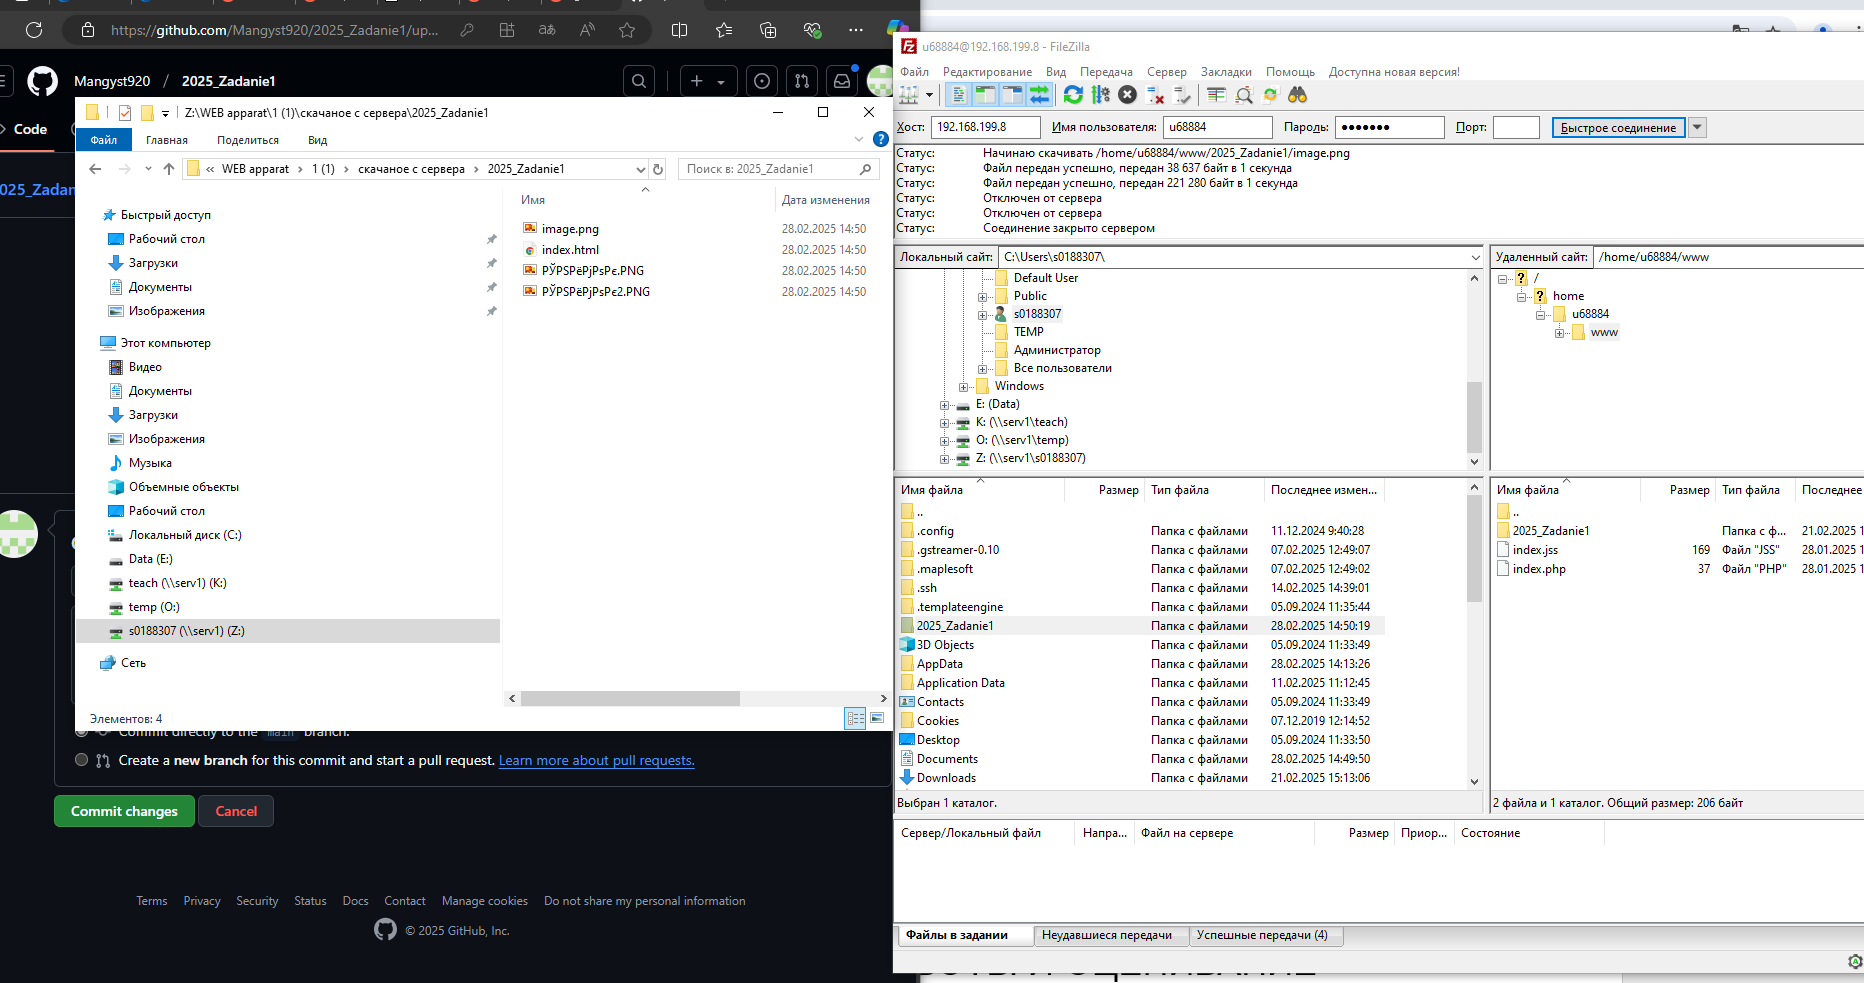 https://github.com/Mangyst920/2025_Zadanie1/up...
Mangyst920 / 2025_Zadanie1
Code
025_Zadan
Z:\WEB apparat\1 (1)\скачаное с сервера\2025_Zadanie1
Файл Главная Поделиться Вид
« WEB apparat › 1 (1) › скачаное с сервера › 2025_Zadanie1
Поиск в: 2025_Zadanie1
Имя Дата изменения
image.png 28.02.2025 14:50
index.html 28.02.2025 14:50
РЎРЅРёРјРѕРє.PNG 28.02.2025 14:50
РЎРЅРёРјРѕРє2.PNG 28.02.2025 14:50
Быстрый доступ
Рабочий стол
Загрузки
Документы
Изображения
Этот компьютер
Видео
Документы
Загрузки
Изображения
Музыка
Объемные объекты
Рабочий стол
Локальный диск (C:)
Data (E:)
teach (\\serv1) (K:)
temp (O:)
s0188307 (\\serv1) (Z:)
Сеть
Элементов: 4
Commit directly to the main branch.
Create a new branch for this commit and start a pull request. Learn more about pull requests.
Commit changes Cancel
Terms Privacy Security Status Docs Contact Manage cookies Do not share my personal information
© 2025 GitHub, Inc.
u68884@192.168.199.8 - FileZilla
Файл Редактирование Вид Передача Сервер Закладки Помощь Доступна новая версия!
Хост: 192.168.199.8 Имя пользователя: u68884 Пароль: ●●●●●●● Порт: Быстрое соединение
Статус: Начинаю скачивать /home/u68884/www/2025_Zadanie1/image.png
Статус: Файл передан успешно, передан 38 637 байт в 1 секунда
Статус: Файл передан успешно, передан 221 280 байт в 1 секунда
Статус: Отключен от сервера
Статус: Отключен от сервера
Статус: Соединение закрыто сервером
Локальный сайт: C:\Users\s0188307\
Default User
Public
s0188307
TEMP
Администратор
Все пользователи
Windows
E: (Data)
K: (\\serv1\teach)
O: (\\serv1\temp)
Z: (\\serv1\s0188307)
Удаленный сайт: /home/u68884/www
/
home
u68884
www
Имя файла Размер Тип файла Последнее измен...
..
.config Папка с файлами 11.12.2024 9:40:28
.gstreamer-0.10 Папка с файлами 07.02.2025 12:49:07
.maplesoft Папка с файлами 07.02.2025 12:49:02
.ssh Папка с файлами 14.02.2025 14:39:01
.templateengine Папка с файлами 05.09.2024 11:35:44
2025_Zadanie1 Папка с файлами 28.02.2025 14:50:19
3D Objects Папка с файлами 05.09.2024 11:33:49
AppData Папка с файлами 28.02.2025 14:13:26
Application Data Папка с файлами 11.02.2025 11:12:45
Contacts Папка с файлами 05.09.2024 11:33:49
Cookies Папка с файлами 07.12.2019 12:14:52
Desktop Папка с файлами 05.09.2024 11:33:50
Documents Папка с файлами 28.02.2025 14:49:50
Downloads Папка с файлами 21.02.2025 15:13:06
Выбран 1 каталог.
Имя файла Размер Тип файла Последнее
..
2025_Zadanie1 Папка с ф... 21.02.2025 1
index.jss 169 Файл "JSS" 28.01.2025 1
index.php 37 Файл "PHP" 28.01.2025 1
2 файла и 1 каталог. Общий размер: 206 байт
Сервер/Локальный файл Напра... Файл на сервере Размер Приор... Состояние
Файлы в задании Неудавшиеся передачи Успешные передачи (4)